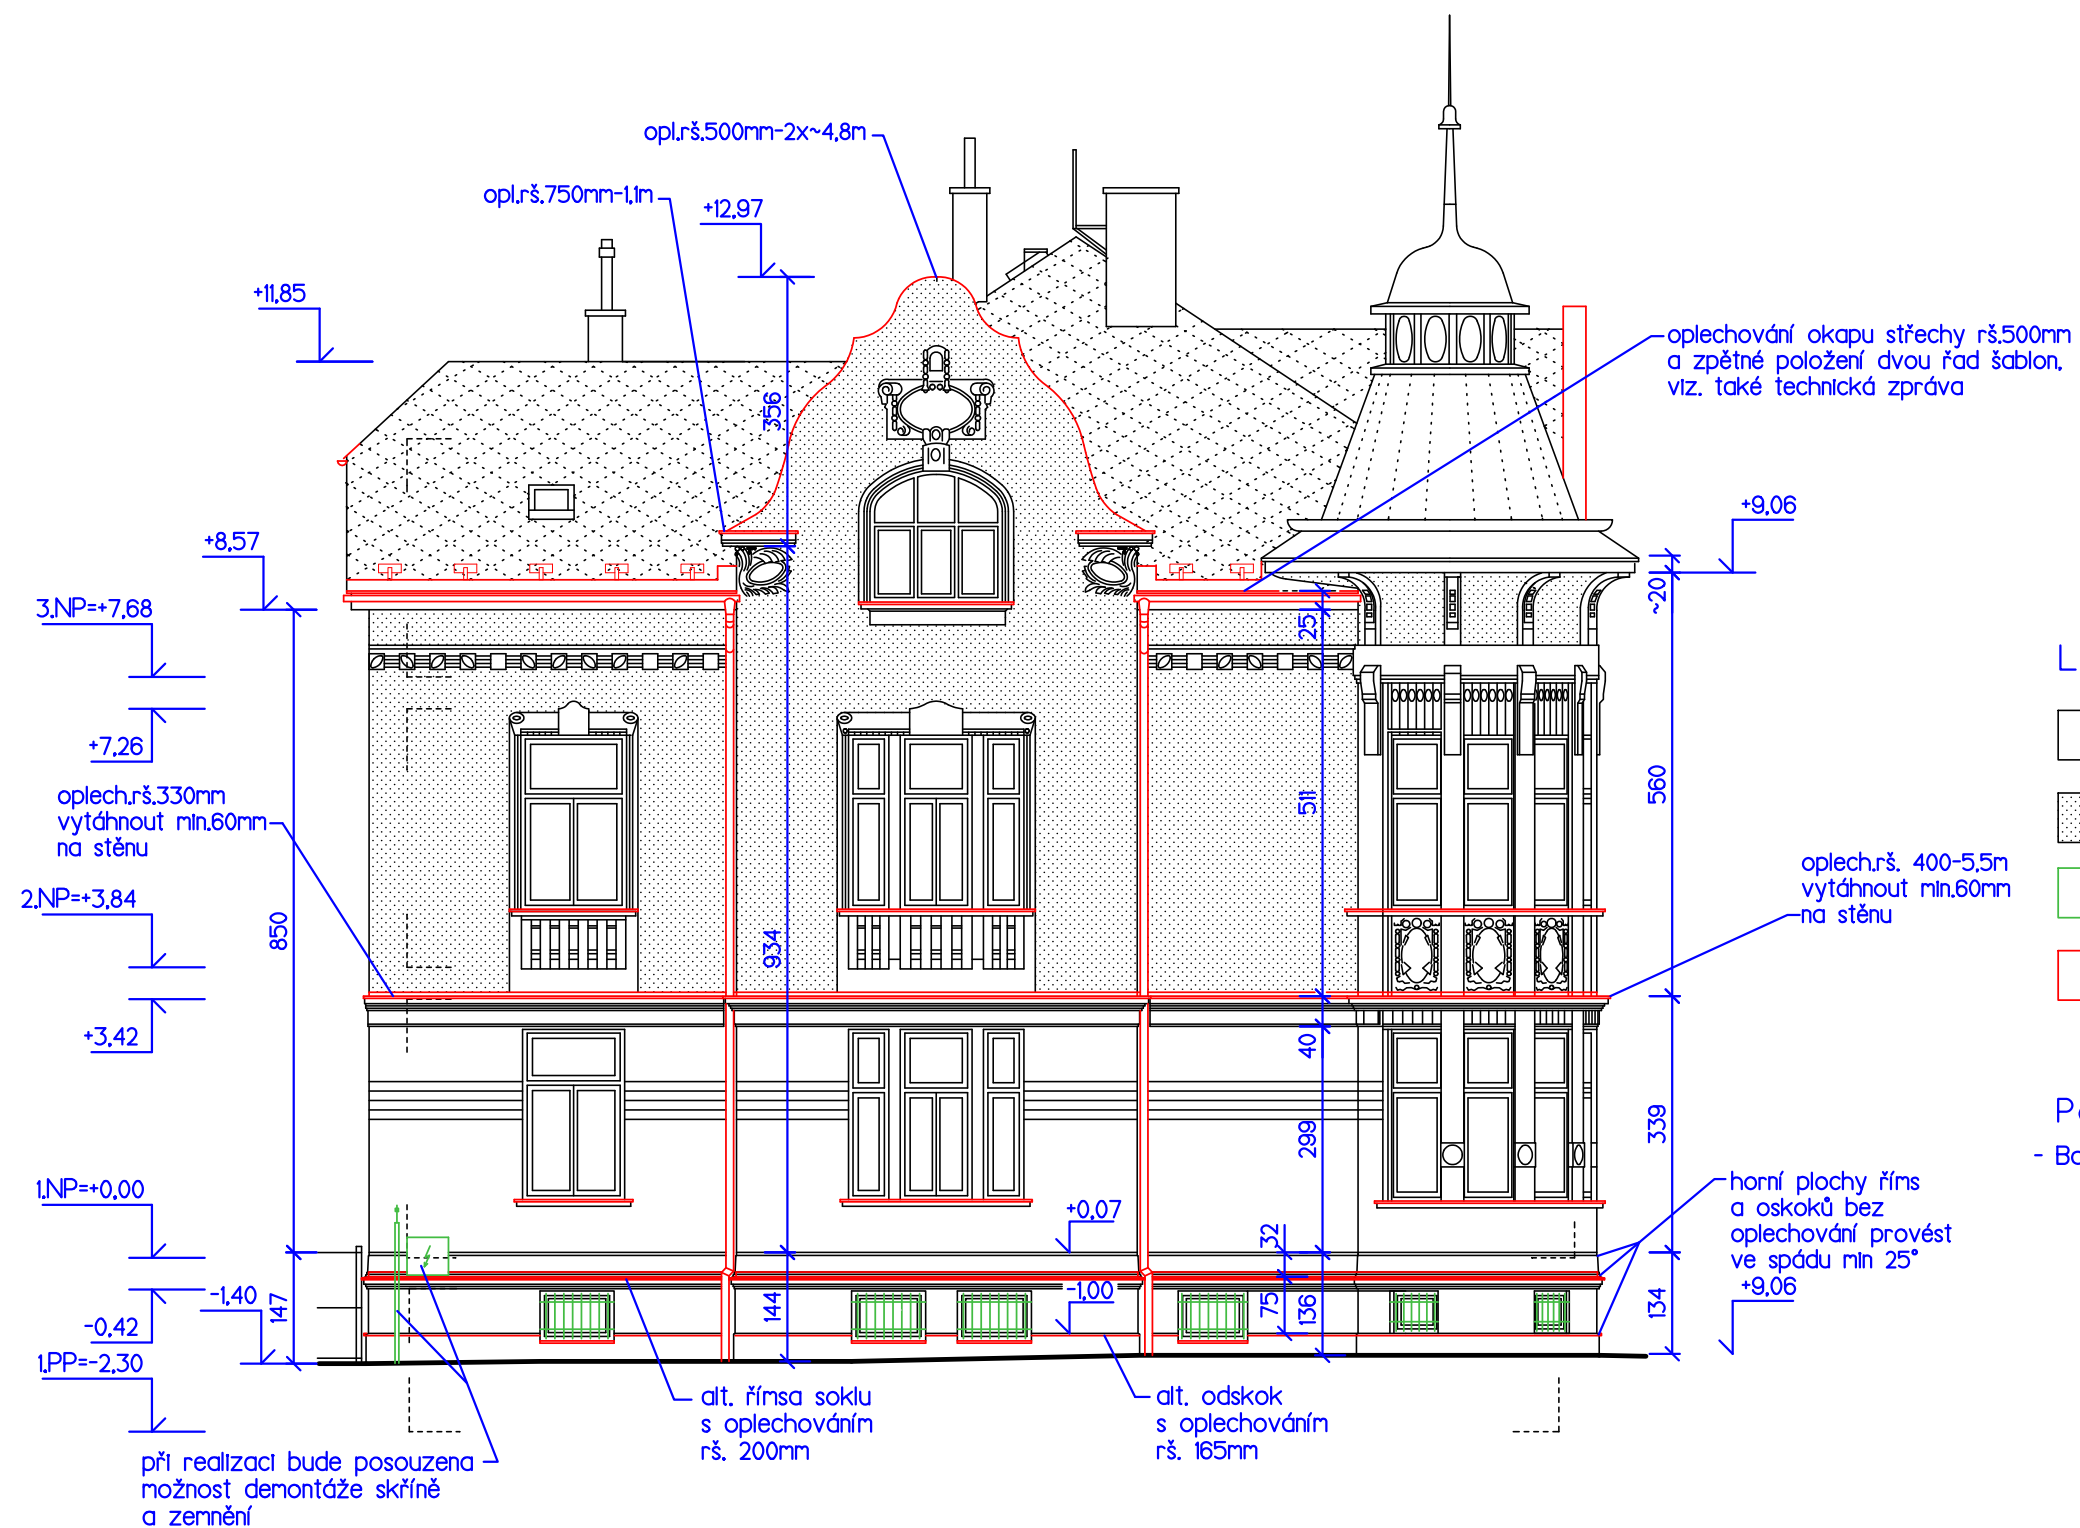 opl.rš.500mm-2x~4,8m
opl.rš.750mm-1,1m
+12,97
+11,85
oplechování okapu střechy rš.500mm
a zpětné položení dvou řad šablon,
viz. také technická zpráva
356
+9,06
+8,57
3.NP=+7,68
~20
25
+7,26
oplech.rš.330mm
vytáhnout min.60mm
na stěnu
511
560
oplech.rš. 400-5,5m
vytáhnout min.60mm
na stěnu
2.NP=+3,84
850
934
+3,42
40
299
339
1.NP=+0,00
+0,07
32
horní plochy říms
a oskoků bez
oplechování provést
ve spádu min 25°
+9,06
-1,40
147
144
-1,00
75
136
134
-0,42
1.PP=-2,30
alt. římsa soklu
s oplechováním
rš. 200mm
alt. odskok
s oplechováním
rš. 165mm
při realizaci bude posouzena
možnost demontáže skříně
a zemnění
L